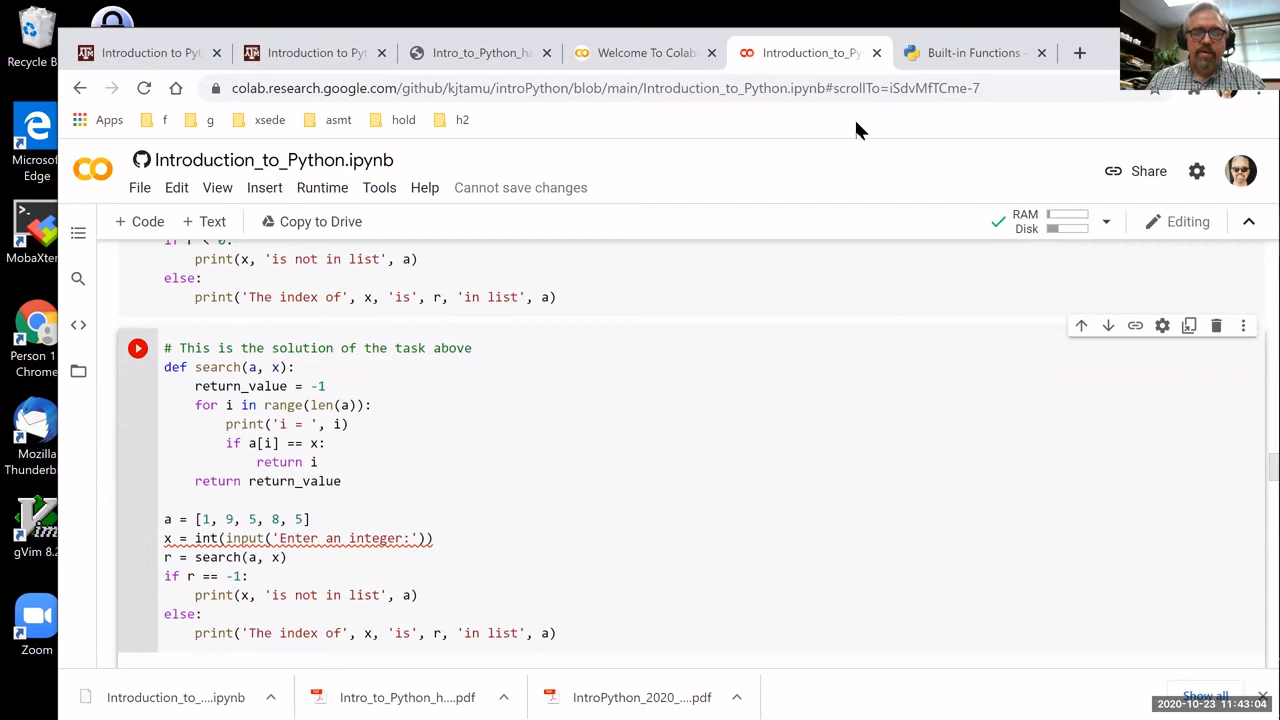 Recycle B
Microsof
Edge
MobaXter
Person 1
Chrome
Mozilla
Thunderbi
gVim 8.2
Zoom
Introduction to Pyt
Introduction to Pyt
Intro_to_Python_h
Welcome To Colab
Introduction_to_Py
Built-in Functions
colab.research.google.com/github/jtaoham/introPython/blob/main/Introduction_to_Python.ipynb#scrollTo=iSdvMfTCme-7
Apps
f
g
xsede
asmt
hold
h2
Introduction_to_Python.ipynb
File Edit View Insert Runtime Tools Help Cannot save changes
Share
+ Code + Text Copy to Drive
RAM
Disk
Editing
print(x, 'is not in list', a)
else:
print('The index of', x, 'is', r, 'in list', a)
# This is the solution of the task above
def search(a, x):
return_value = -1
for i in range(len(a)):
print('i = ', i)
if a[i] == x:
return i
return return_value
a = [1, 9, 5, 8, 5]
x = int(input('Enter an integer:'))
r = search(a, x)
if r == -1:
print(x, 'is not in list', a)
else:
print('The index of', x, 'is', r, 'in list', a)
Introduction_to_....ipynb
Intro_to_Python_h....pdf
IntroPython_2020_....pdf
Show all
2020-10-23 11:43:04